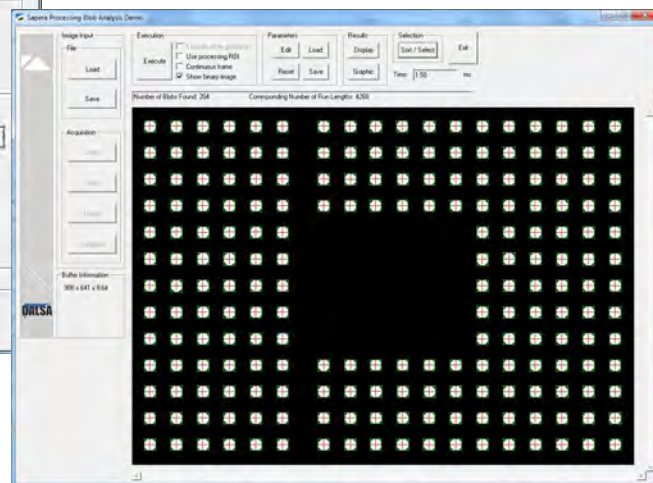 Sapera Processing Blob Analysis Demo
Image Input
File
Load
Save
Execution
Execute
Use processing ROI
Continuous frame
Show binary image
Parameters
Edit
Load
Reset
Save
Results
Display
Graphic
Selection
Sort / Select
Exit
Time: 1.50 ms
Number of Blobs Found: 204 Corresponding Number of Run Lengths: 4268
Acquisition
Buffer Information
DALSA